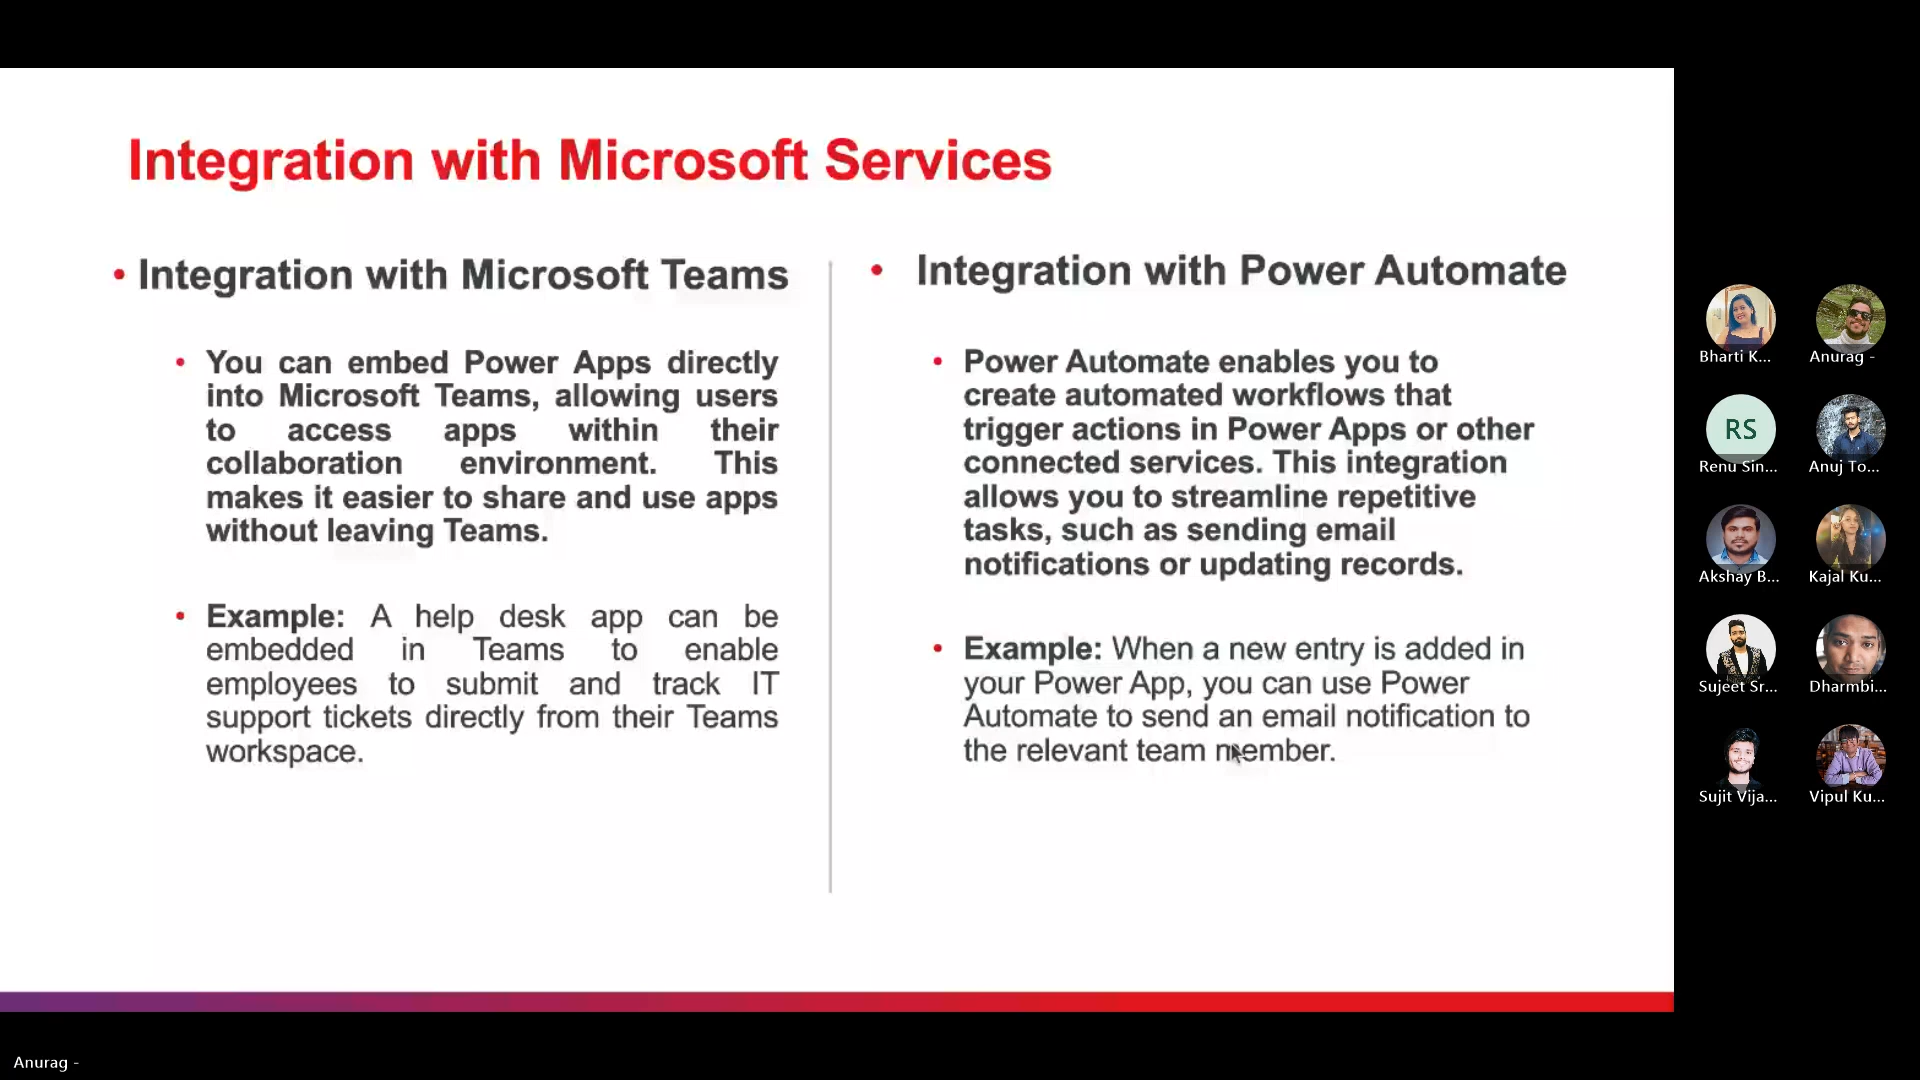 Integration with Microsoft Services
• Integration with Microsoft Teams
• You can embed Power Apps directly
into Microsoft Teams, allowing users
to access apps within their
collaboration environment. This
makes it easier to share and use apps
without leaving Teams.
• Example: A help desk app can be
embedded in Teams to enable
employees to submit and track IT
support tickets directly from their Teams
workspace.
• Integration with Power Automate
• Power Automate enables you to
create automated workflows that
trigger actions in Power Apps or other
connected services. This integration
allows you to streamline repetitive
tasks, such as sending email
notifications or updating records.
• Example: When a new entry is added in
your Power App, you can use Power
Automate to send an email notification to
the relevant team member.
Bharti K...
Anurag -
RS
Renu Sin...
Anuj To...
Akshay B...
Kajal Ku...
Sujeet Sr...
Dharmbi...
Sujit Vija...
Vipul Ku...
Anurag -